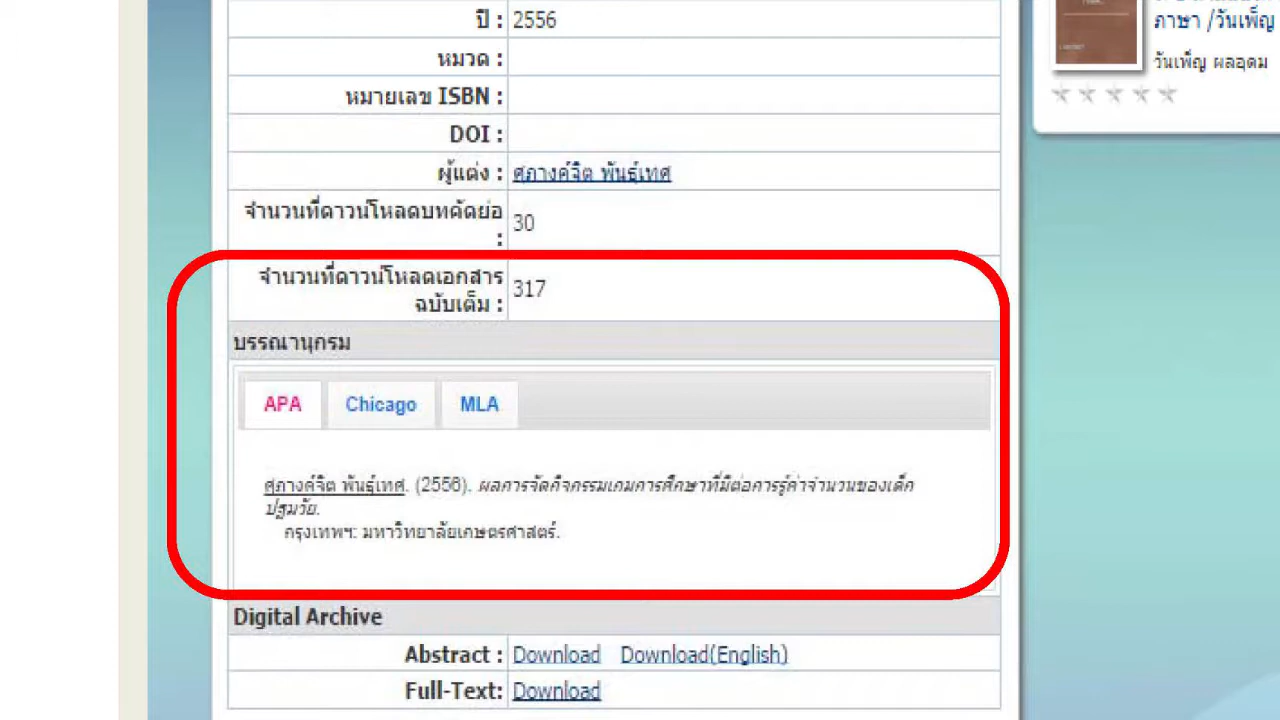 ปี : 2556
ภาษา /วันเพ็ญ
หมวด :
วันเพ็ญ ผลอุดม
หมายเลข ISBN :
DOI :
ผู้แต่ง : ศุภางค์จิต พันธุ์เทศ
จำนวนที่ดาวน์โหลดบทคัดย่อ : 30
จำนวนที่ดาวน์โหลดเอกสาร
ฉบับเต็ม : 317
บรรณานุกรม
APA Chicago MLA
ศุภางค์จิต พันธุ์เทศ. (2556). ผลการจัดกิจกรรมเกมการศึกษาที่มีต่อการรู้ค่าจำนวนของเด็ก
ปฐมวัย.
กรุงเทพฯ: มหาวิทยาลัยเกษตรศาสตร์.
Digital Archive
Abstract : Download Download(English)
Full-Text: Download